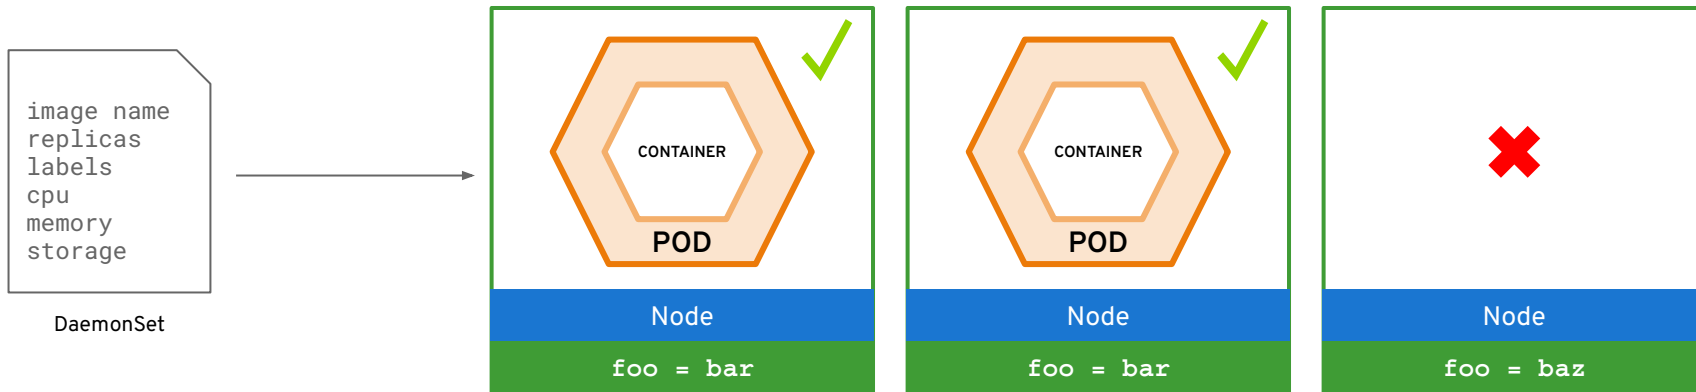 image name
replicas
labels
cpu
memory
storage
DaemonSet
CONTAINER
POD
Node
foo = bar
CONTAINER
POD
Node
foo = bar
Node
foo = baz